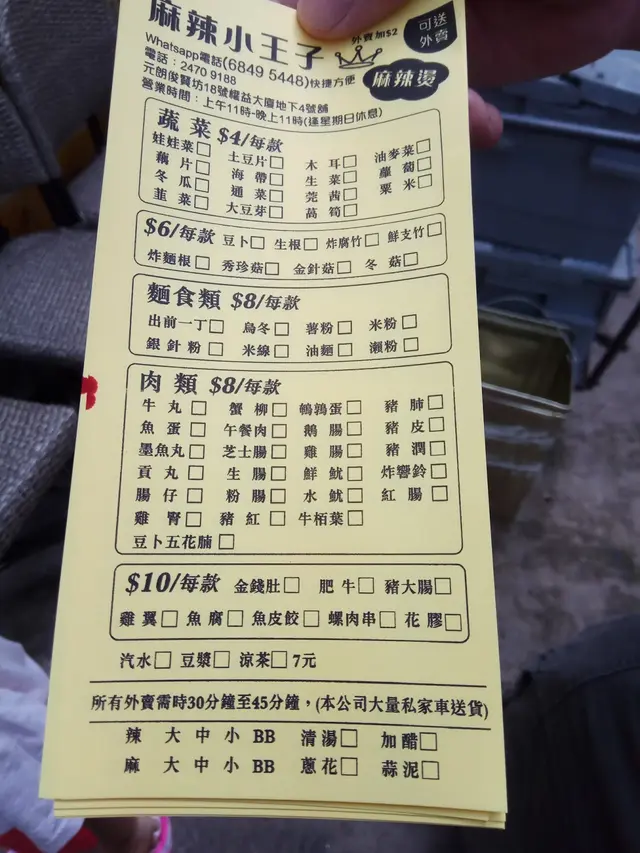 麻辣小王子
外賣加$2
可送
外賣
Whatsapp電話(6849 5448)快捷方便
電話：2470 9188
麻辣燙
元朗俊賢坊18號權益大廈地下4號舖
營業時間：上午11時-晚上11時(逢星期日休息)
蔬菜 $4/每款
娃娃菜□ 土豆片□ 木耳□ 油麥菜□
藕片□ 海帶□ 生菜□ 蘿蔔□
冬瓜□ 通菜□ 莞茜□ 粟米□
韮菜□ 大豆芽□ 萵筍□
$6/每款 豆卜□ 生根□ 炸腐竹□ 鮮支竹□
炸麵根□ 秀珍菇□ 金針菇□ 冬菇□
麵食類 $8/每款
出前一丁□ 烏冬□ 薯粉□ 米粉□
銀針粉□ 米線□ 油麵□ 瀨粉□
肉類 $8/每款
牛丸□ 蟹柳□ 鵪鶉蛋□ 豬肺□
魚蛋□ 午餐肉□ 鵝腸□ 豬皮□
墨魚丸□ 芝士腸□ 雞腸□ 豬潤□
貢丸□ 生腸□ 鮮魷□ 炸響鈴□
腸仔□ 粉腸□ 水魷□ 紅腸□
雞腎□ 豬紅□ 牛栢葉□
豆卜五花腩□
$10/每款 金錢肚□ 肥牛□ 豬大腸□
雞翼□ 魚腐□ 魚皮餃□ 螺肉串□ 花膠□
汽水□ 豆漿□ 涼茶□ 7元
所有外賣需時30分鐘至45分鐘，(本公司大量私家車送貨)
辣 大 中 小 BB 清湯□ 加醋□
麻 大 中 小 BB 蔥花□ 蒜泥□